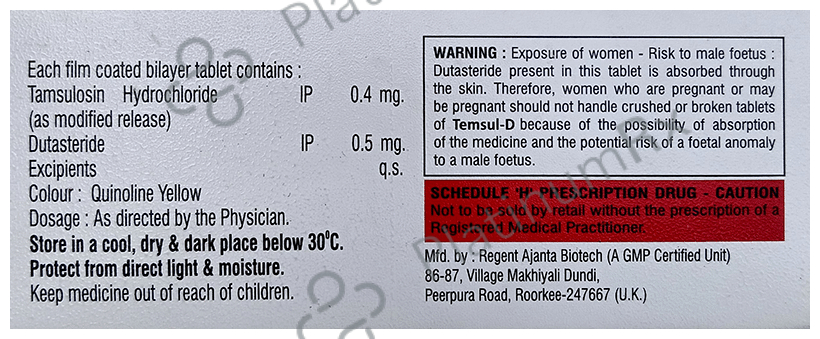 Each film coated bilayer tablet contains :
Tamsulosin Hydrochloride IP 0.4 mg.
(as modified release)
Dutasteride IP 0.5 mg.
Excipients q.s.
Colour : Quinoline Yellow
Dosage : As directed by the Physician.
Store in a cool, dry & dark place below 30⁰C.
Protect from direct light & moisture.
Keep medicine out of reach of children.
WARNING : Exposure of women - Risk to male foetus :
Dutasteride present in this tablet is absorbed through
the skin. Therefore, women who are pregnant or may
be pregnant should not handle crushed or broken tablets
of Temsul-D because of the possibility of absorption
of the medicine and the potential risk of a foetal anomaly
to a male foetus.
SCHEDULE 'H' PRESCRIPTION DRUG - CAUTION
Not to be sold by retail without the prescription of a
Registered Medical Practitioner.
Mfd. by : Regent Ajanta Biotech (A GMP Certified Unit)
86-87, Village Makhiyali Dundi,
Peerpura Road, Roorkee-247667 (U.K.)
PlatinumRx